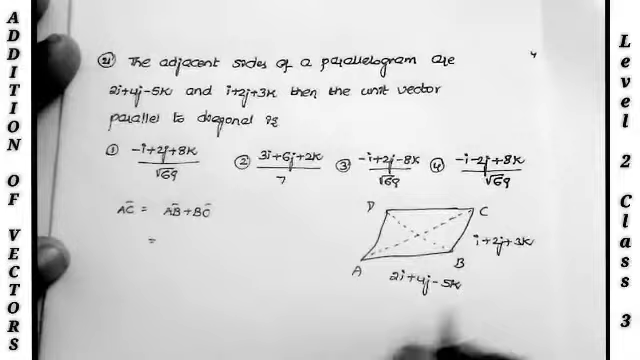 ADDITION OF VECTORS
21 The adjacent sides of a parallelogram are 4
2i+4j-5k and i+2j+3k then the unit vector
parallel to diagonal is
① -i+2j+8k/√69 ② 3i+6j+2k/7 ③ -i+2j-8k/√69 ④ -i-2j+8k/√69
AC = AB+BC
=
D
C
i+2j+3k
A
B
2i+4j-5k
Level 2 Class 3